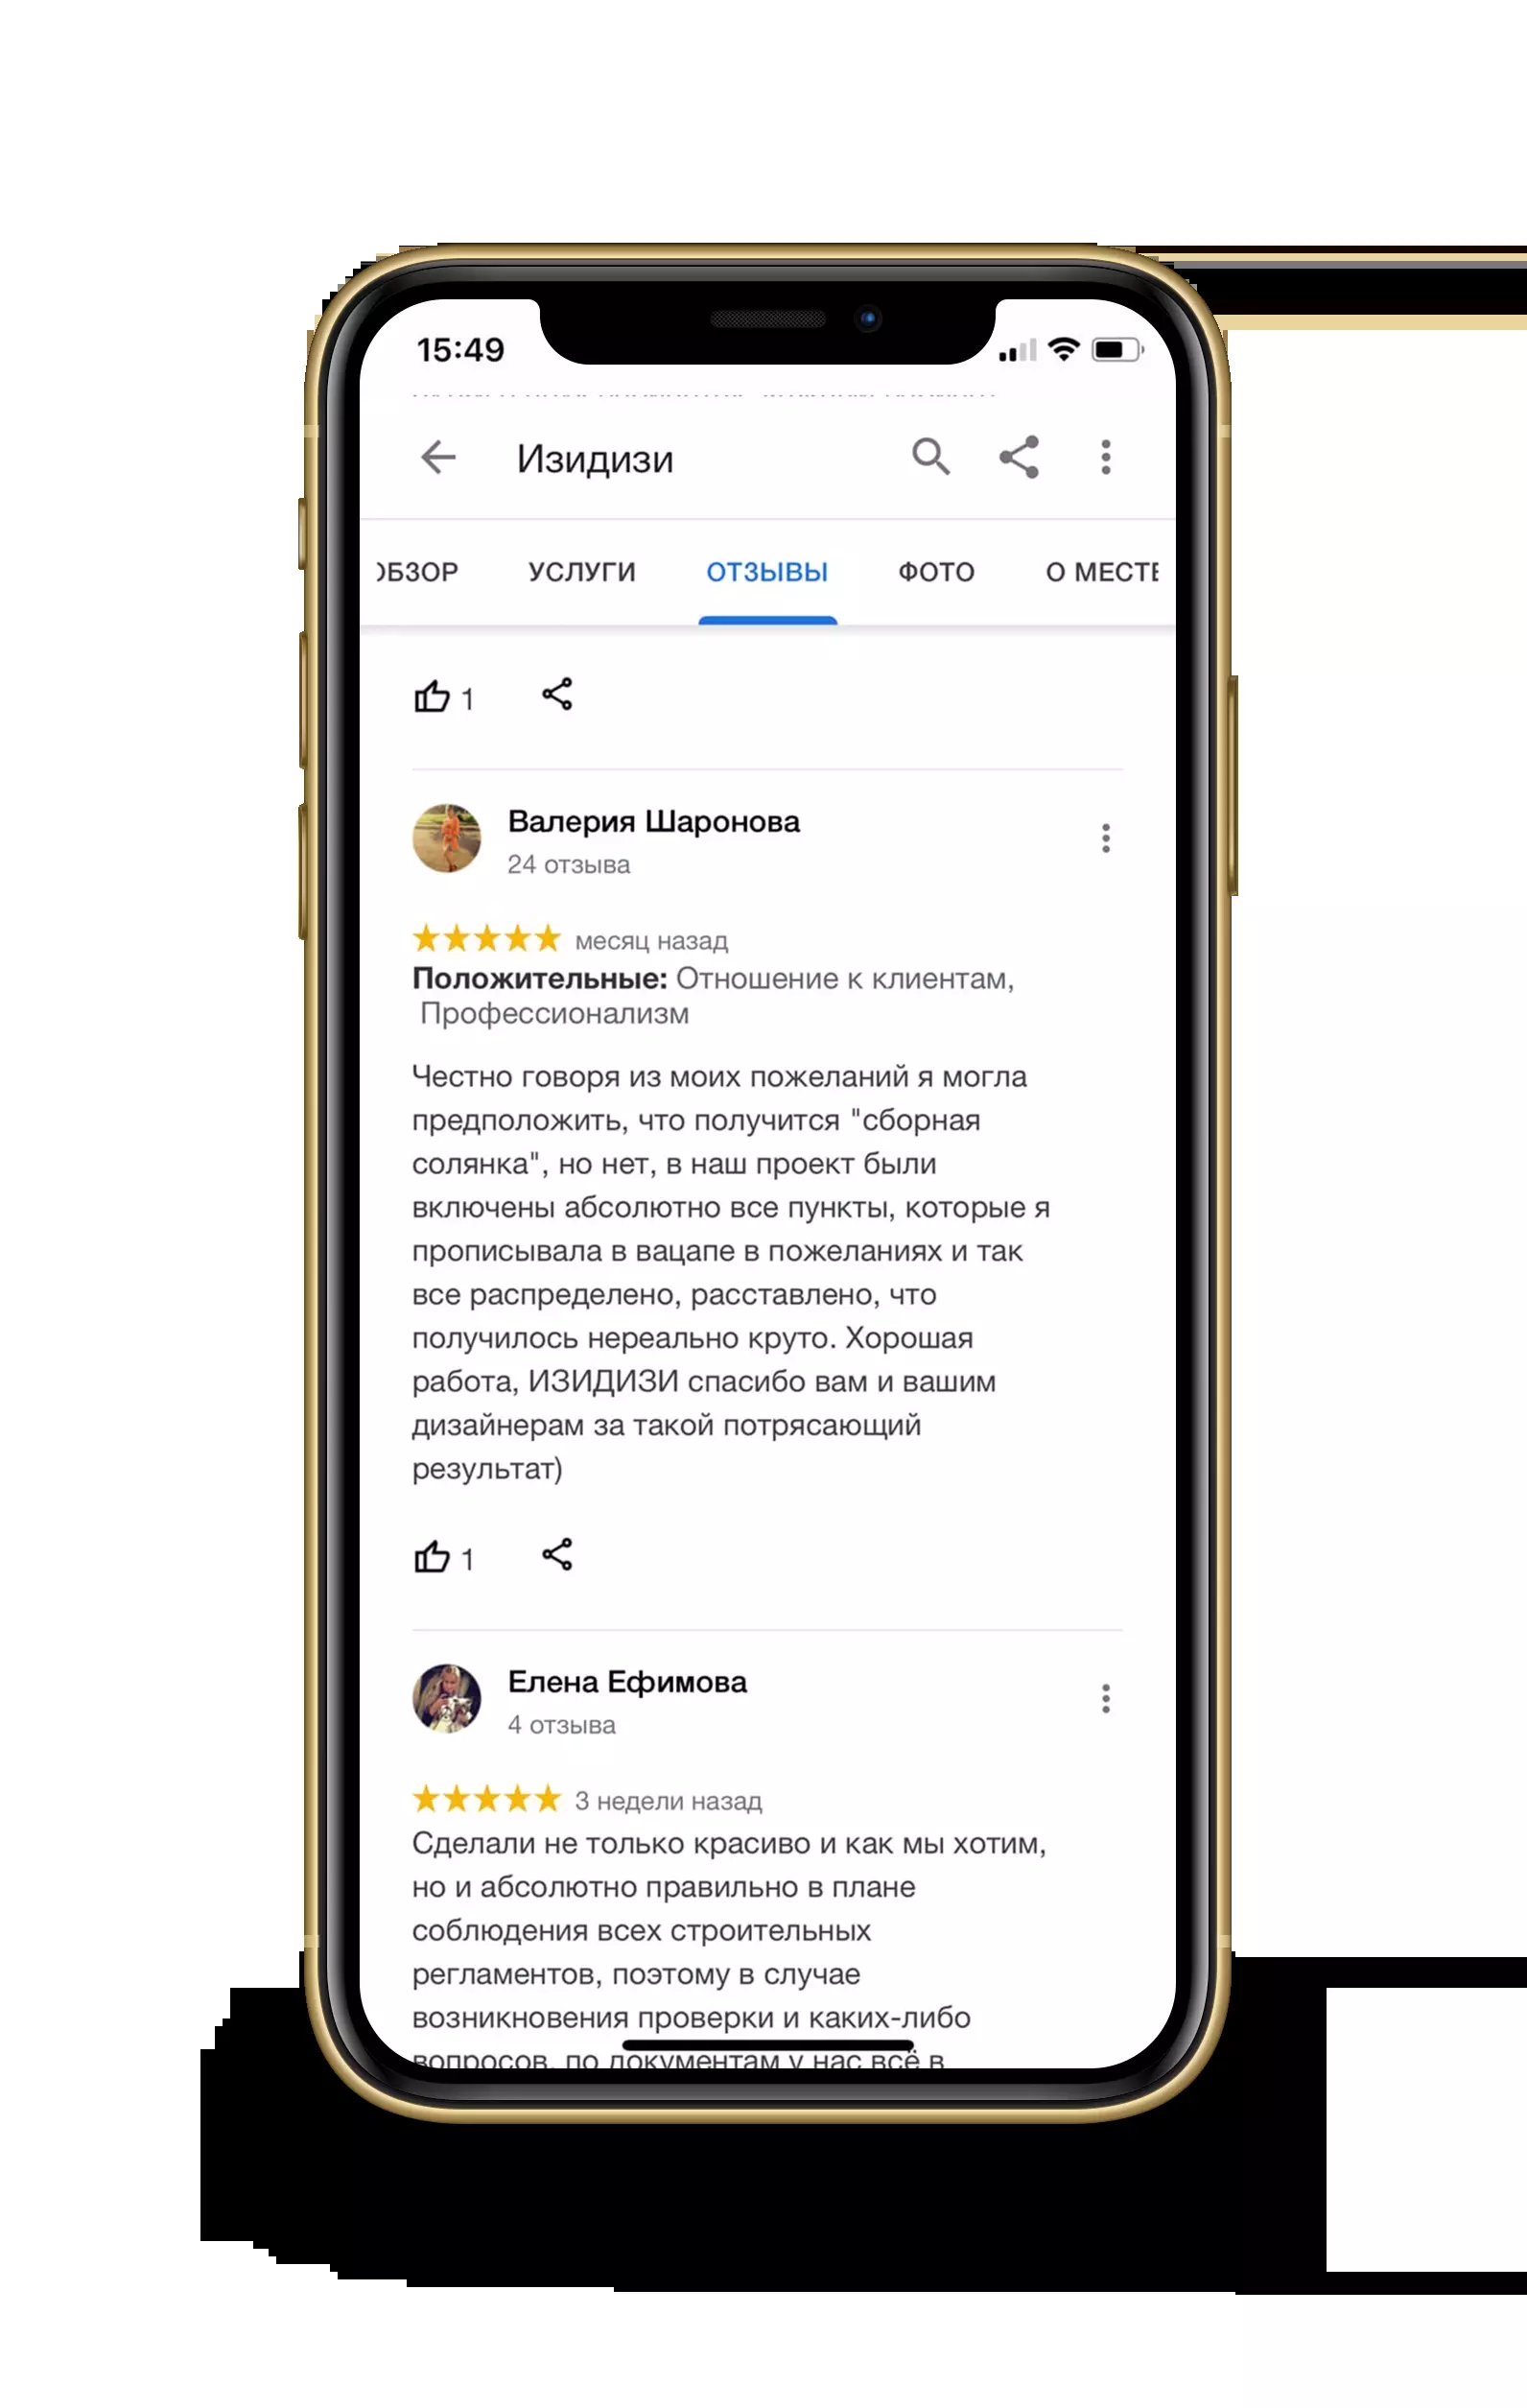 15:49
Изидизи
ОБЗОР УСЛУГИ ОТЗЫВЫ ФОТО О МЕСТЕ
1
Валерия Шаронова
24 отзыва
месяц назад
Положительные: Отношение к клиентам,
Профессионализм
Честно говоря из моих пожеланий я могла
предположить, что получится "сборная
солянка", но нет, в наш проект были
включены абсолютно все пункты, которые я
прописывала в вацапе в пожеланиях и так
все распределено, расставлено, что
получилось нереально круто. Хорошая
работа, ИЗИДИЗИ спасибо вам и вашим
дизайнерам за такой потрясающий
результат)
1
Елена Ефимова
4 отзыва
3 недели назад
Сделали не только красиво и как мы хотим,
но и абсолютно правильно в плане
соблюдения всех строительных
регламентов, поэтому в случае
возникновения проверки и каких-либо
вопросов, по документам у нас всё в